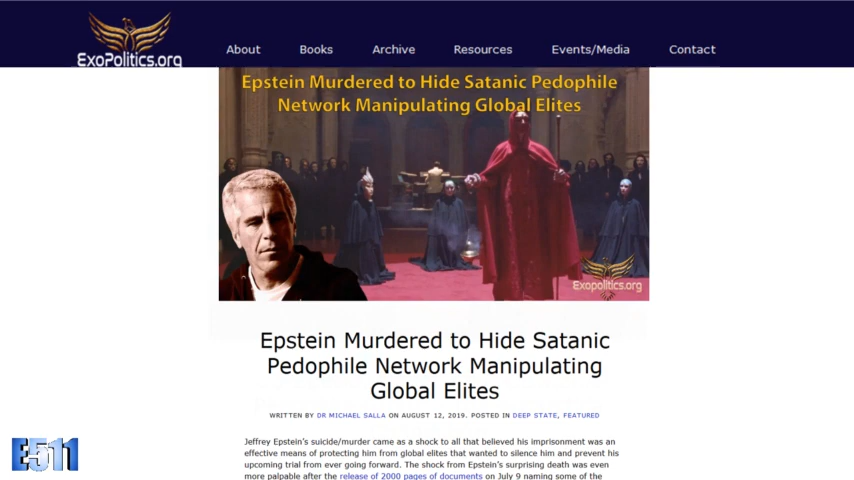 ExoPolitics.org
About Books Archive Resources Events/Media Contact
Epstein Murdered to Hide Satanic Pedophile
Network Manipulating Global Elites
Exopolitics.org
Epstein Murdered to Hide Satanic
Pedophile Network Manipulating
Global Elites
WRITTEN BY DR MICHAEL SALLA ON AUGUST 12, 2019. POSTED IN DEEP STATE, FEATURED
Jeffrey Epstein's suicide/murder came as a shock to all that believed his imprisonment was an
effective means of protecting him from global elites that wanted to silence him and prevent his
upcoming trial from ever going forward. The shock from Epstein's surprising death was even
more palpable after the release of 2000 pages of documents on July 9 naming some of the
E511